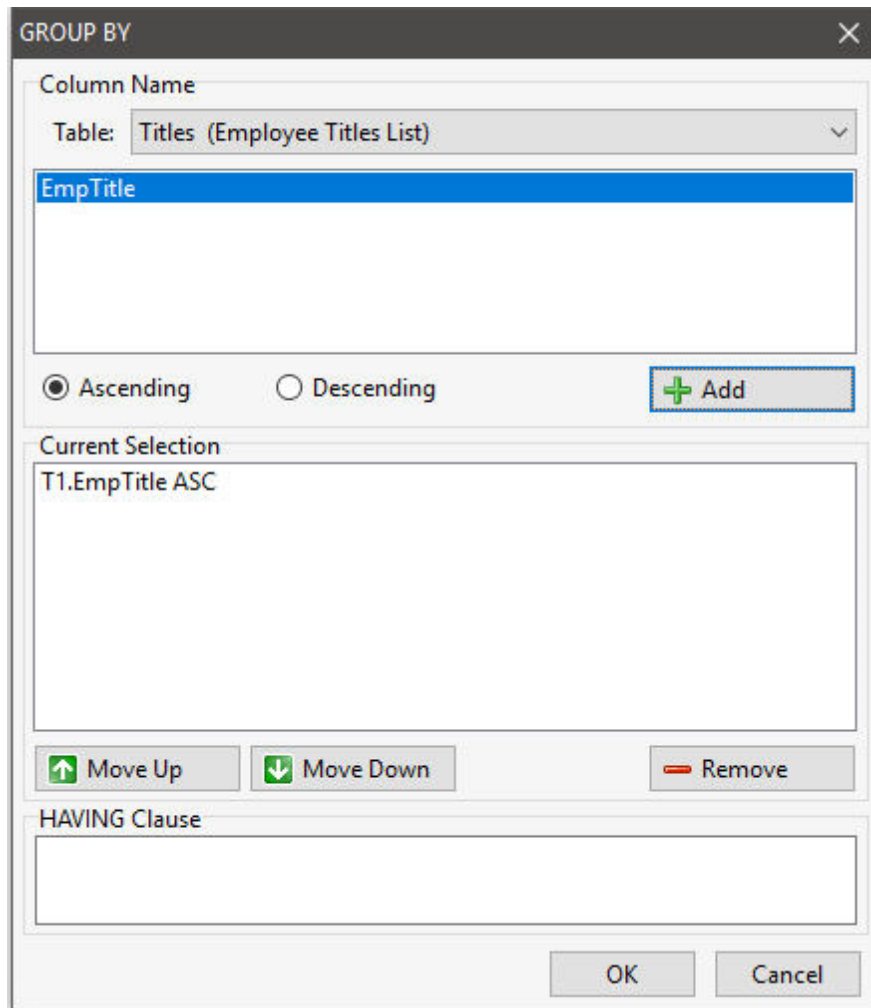 GROUP BY
Column Name
Table: Titles (Employee Titles List)
EmpTitle
Ascending Descending Add
Current Selection
T1.EmpTitle ASC
Move Up Move Down Remove
HAVING Clause
OK Cancel